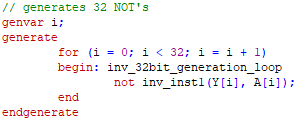 // generates 32 NOT's
genvar i;
generate
for (i = 0; i < 32; i = i + 1)
begin: inv_32bit_generation_loop
not inv_inst1(Y[i], A[i]);
end
endgenerate